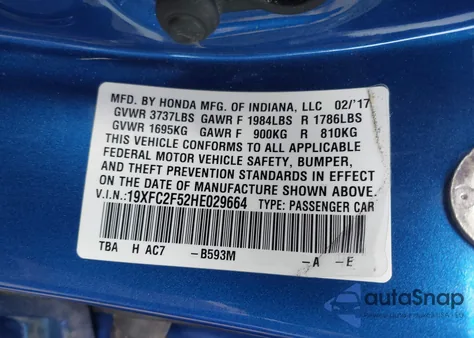 MFD. BY HONDA MFG. OF INDIANA, LLC 02/'17
GVWR 3737LBS GAWR F 1984LBS R 1786LBS
GVWR 1695KG GAWR F 900KG R 810KG
THIS VEHICLE CONFORMS TO ALL APPLICABLE
FEDERAL MOTOR VEHICLE SAFETY, BUMPER,
AND THEFT PREVENTION STANDARDS IN EFFECT
ON THE DATE OF MANUFACTURE SHOWN ABOVE.
V.I.N.:19XFC2F52HE029664 TYPE: PASSENGER CAR
TBA H AC7 -B593M -A -E
autoSnap